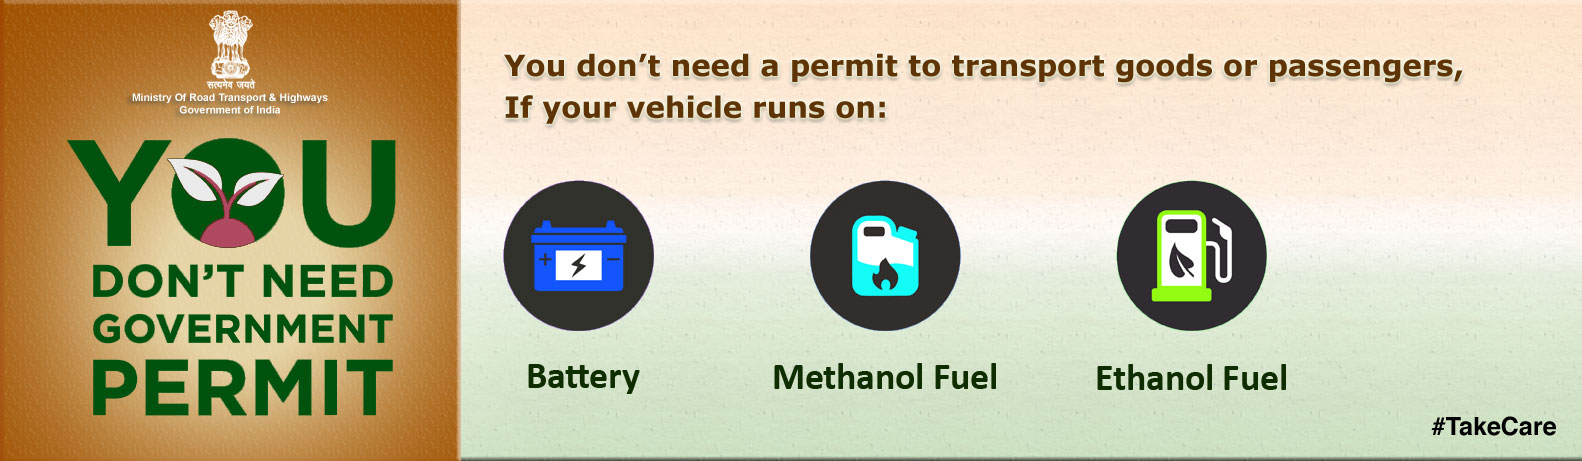 सत्यमेव जयते
Ministry Of Road Transport & Highways
Government of India
YOU
DON'T NEED
GOVERNMENT
PERMIT
You don't need a permit to transport goods or passengers,
If your vehicle runs on:
Battery
Methanol Fuel
Ethanol Fuel
#TakeCare